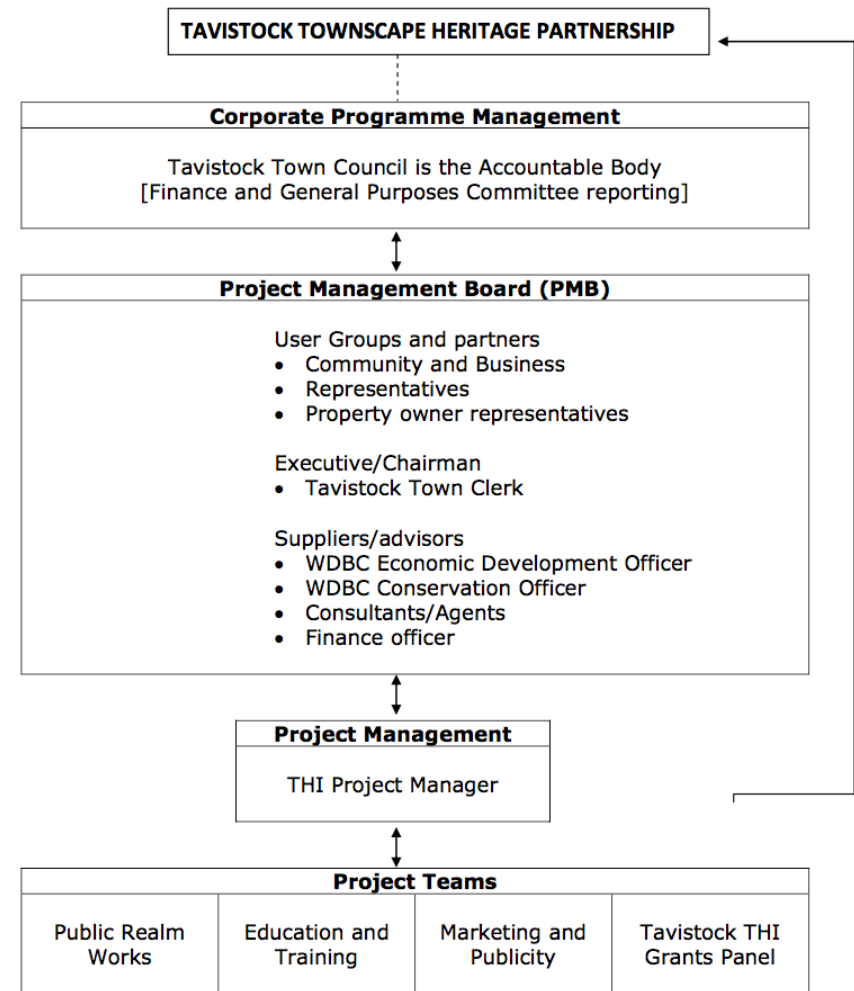 TAVISTOCK TOWNSCAPE HERITAGE PARTNERSHIP
Corporate Programme Management
Tavistock Town Council is the Accountable Body
[Finance and General Purposes Committee reporting]
Project Management Board (PMB)
User Groups and partners
• Community and Business
• Representatives
• Property owner representatives
Executive/Chairman
• Tavistock Town Clerk
Suppliers/advisors
• WDBC Economic Development Officer
• WDBC Conservation Officer
• Consultants/Agents
• Finance officer
Project Management
THI Project Manager
Project Teams
Public Realm
Works
Education and
Training
Marketing and
Publicity
Tavistock THI
Grants Panel